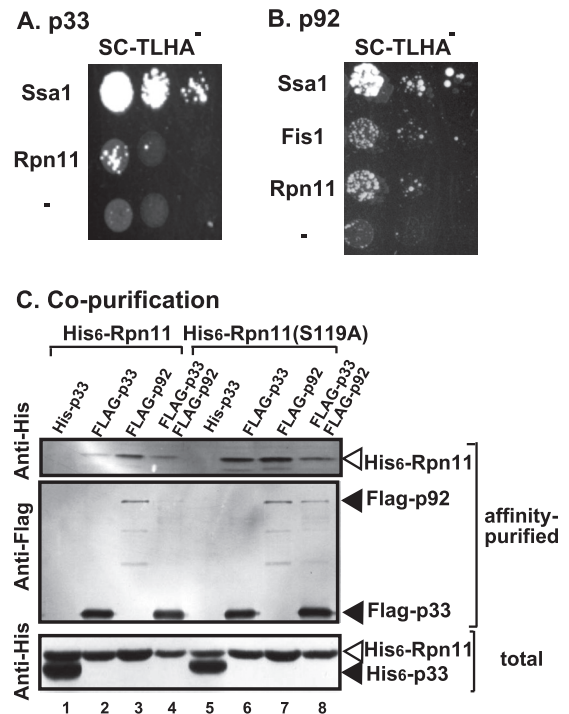 A. p33
SC-TLHA-
Ssa1
Rpn11
-
B. p92
SC-TLHA-
Ssa1
Fis1
Rpn11
-
C. Co-purification
His6-Rpn11 His6-Rpn11(S119A)
His-p33 FLAG-p33 FLAG-p92 FLAG-p33 FLAG-p92 His-p33 FLAG-p33 FLAG-p92 FLAG-p33 FLAG-p92
Anti-His
His6-Rpn11
Anti-Flag
Flag-p92
Flag-p33
affinity-
purified
Anti-His
His6-Rpn11
His6-p33
total
1 2 3 4 5 6 7 8